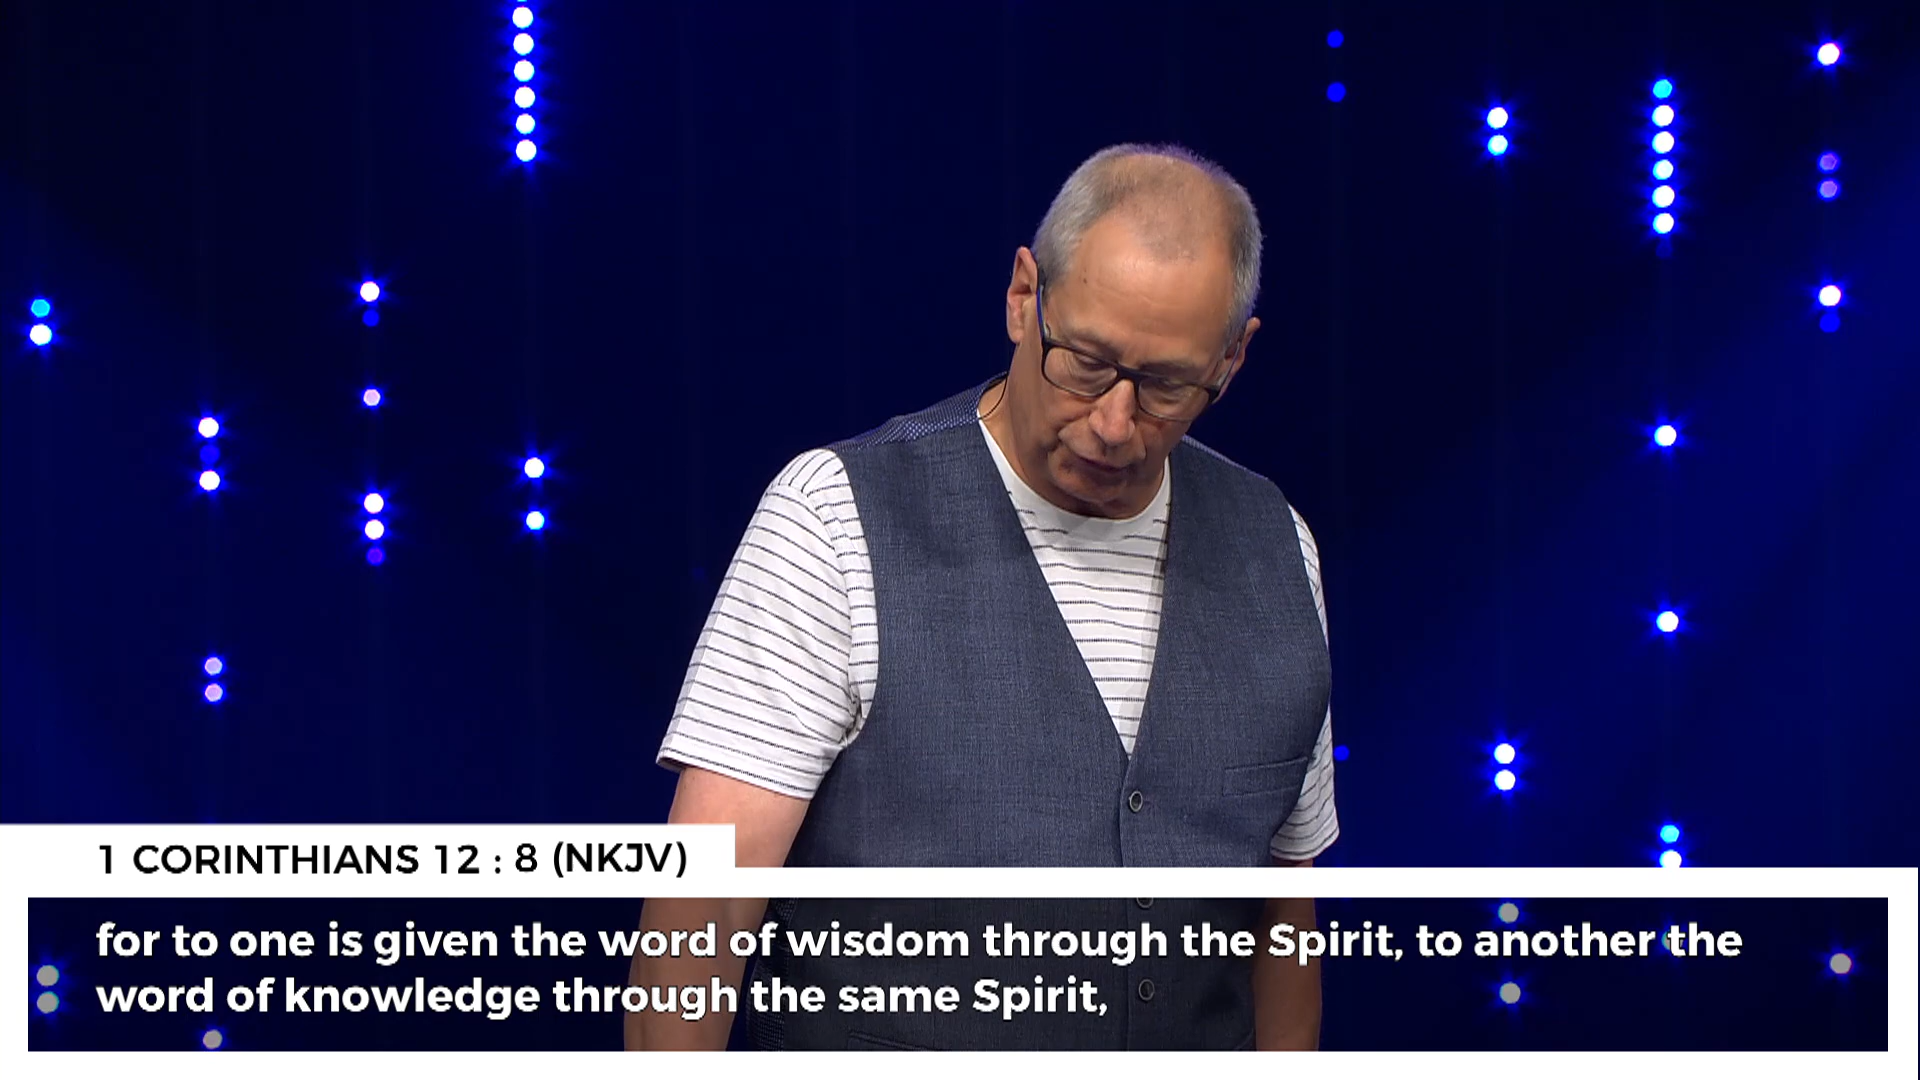 1 CORINTHIANS 12 : 8 (NKJV)
for to one is given the word of wisdom through the Spirit, to another the
word of knowledge through the same Spirit,